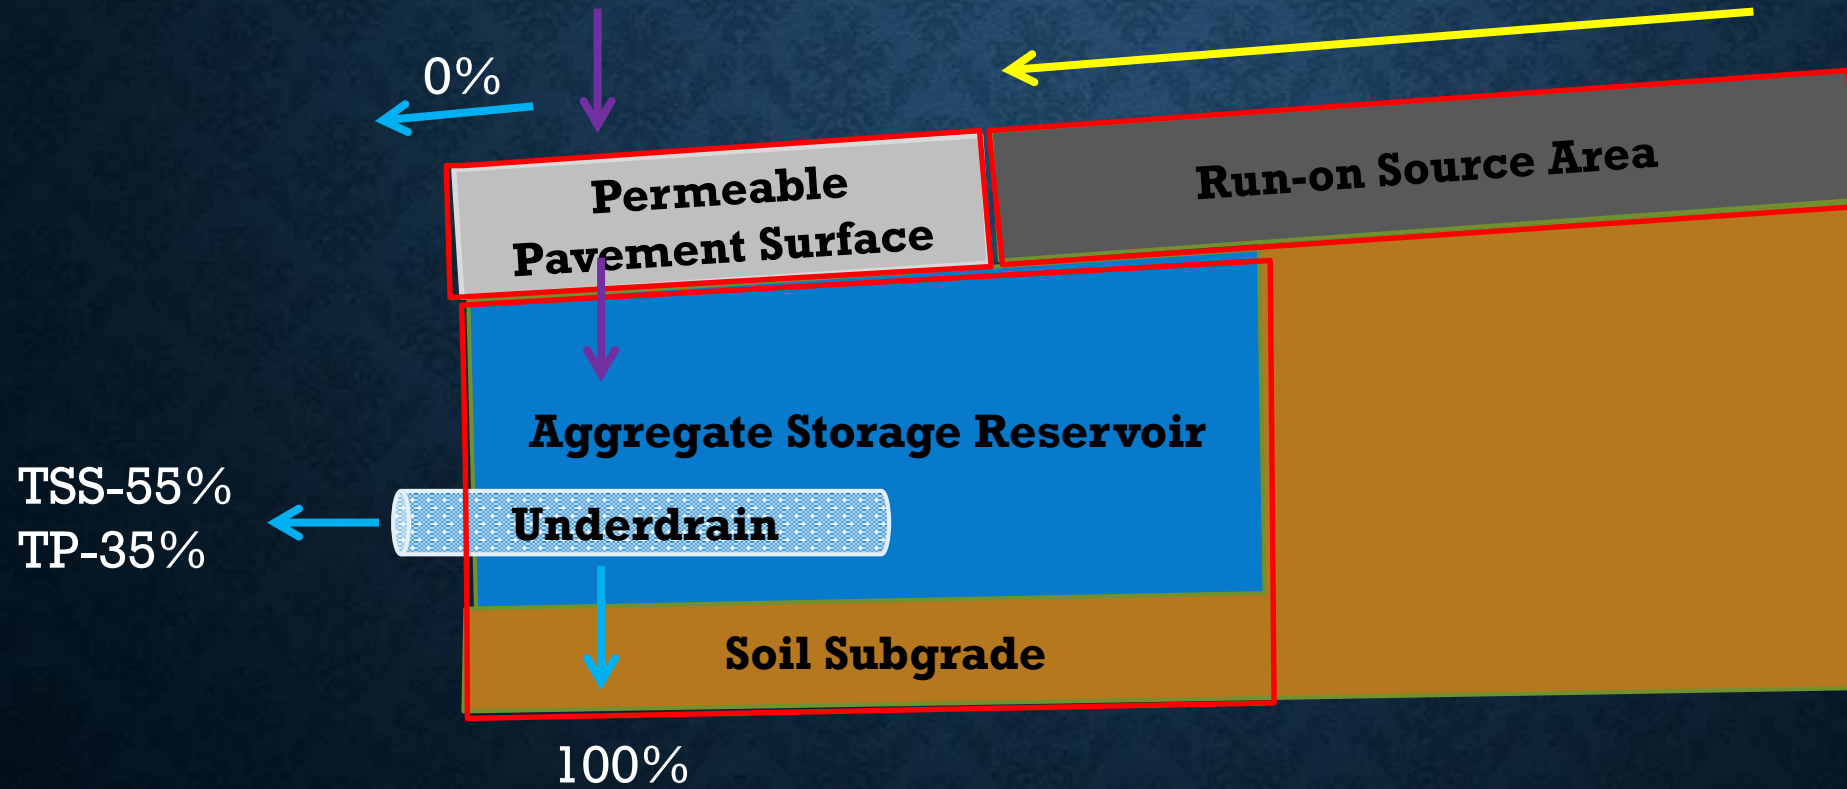 0%
Permeable
Pavement Surface
Run-on Source Area
Aggregate Storage Reservoir
TSS-55%
TP-35%
Underdrain
Soil Subgrade
100%